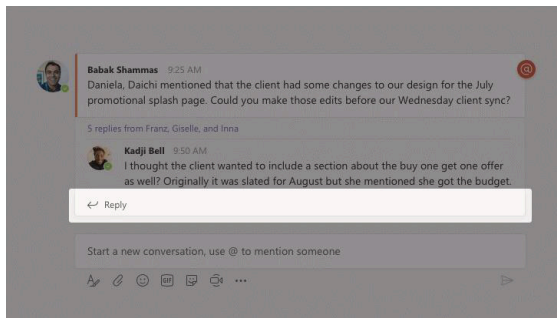 Babak Shammas 9:25 AM
Daniela, Daichi mentioned that the client had some changes to our design for the July
promotional splash page. Could you make those edits before our Wednesday client sync?
5 replies from Franz, Giselle, and Inna
Kadji Bell 9:50 AM
I thought the client wanted to include a section about the buy one get one offer
as well? Originally it was slated for August but she mentioned she got the budget.
Reply
Start a new conversation, use @ to mention someone
GIF